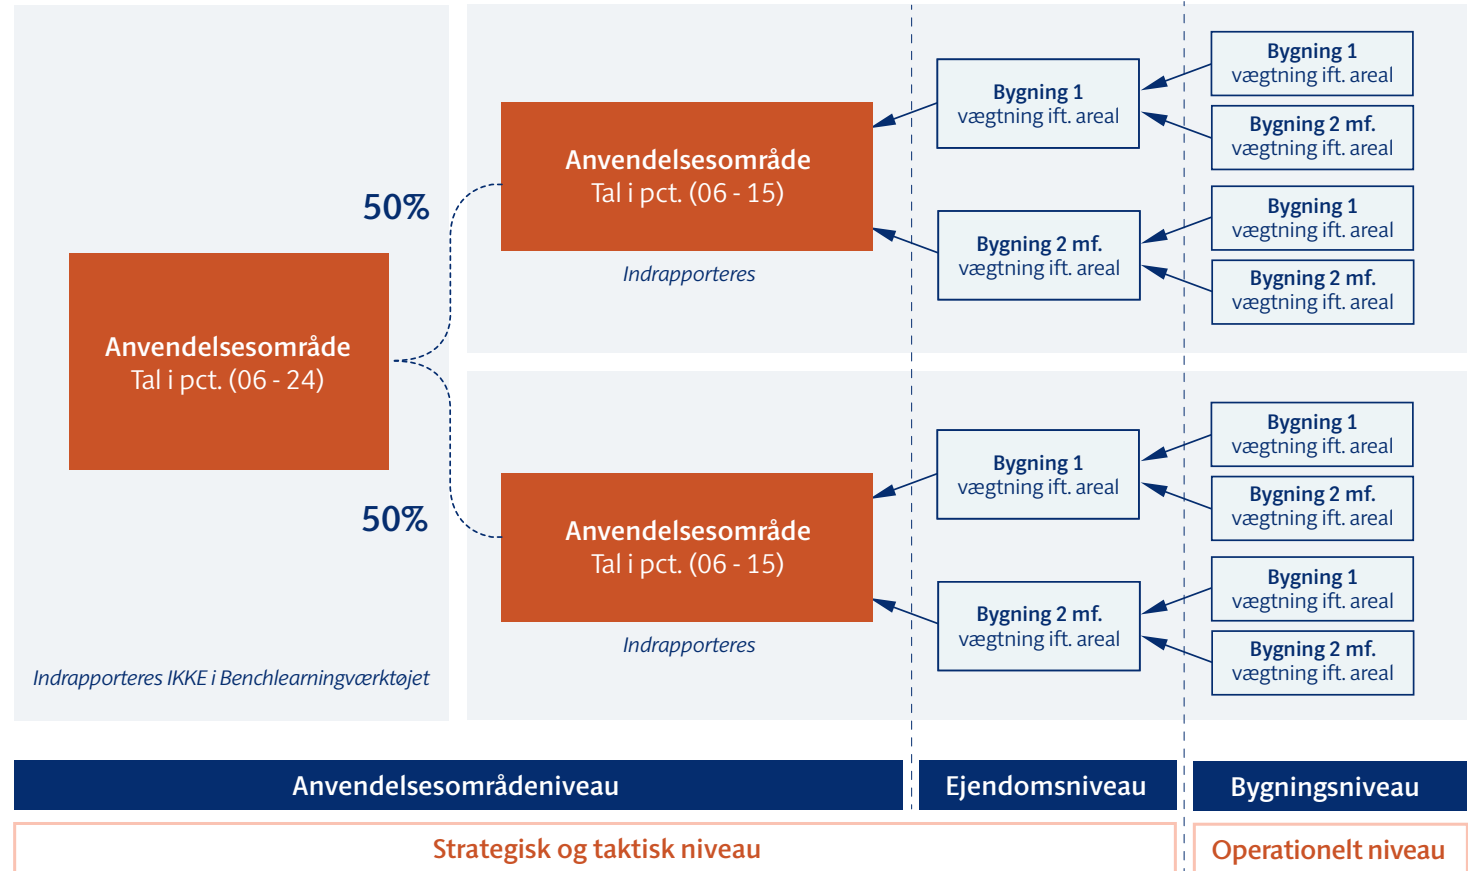 50%
Anvendelsesområde
Tal i pct. (06 - 24)
50%
Indrapporteres IKKE i Benchlearningværktøjet
Anvendelsesområde
Tal i pct. (06 - 15)
Indrapporteres
Bygning 1
vægtning ift. areal
Bygning 2 mf.
vægtning ift. areal
Bygning 1
vægtning ift. areal
Bygning 2 mf.
vægtning ift. areal
Bygning 1
vægtning ift. areal
Bygning 2 mf.
vægtning ift. areal
Anvendelsesområde
Tal i pct. (06 - 15)
Indrapporteres
Bygning 1
vægtning ift. areal
Bygning 2 mf.
vægtning ift. areal
Bygning 1
vægtning ift. areal
Bygning 2 mf.
vægtning ift. areal
Bygning 1
vægtning ift. areal
Bygning 2 mf.
vægtning ift. areal
Anvendelsesområdeniveau
Ejendomsniveau
Bygningsniveau
Strategisk og taktisk niveau
Operationelt niveau